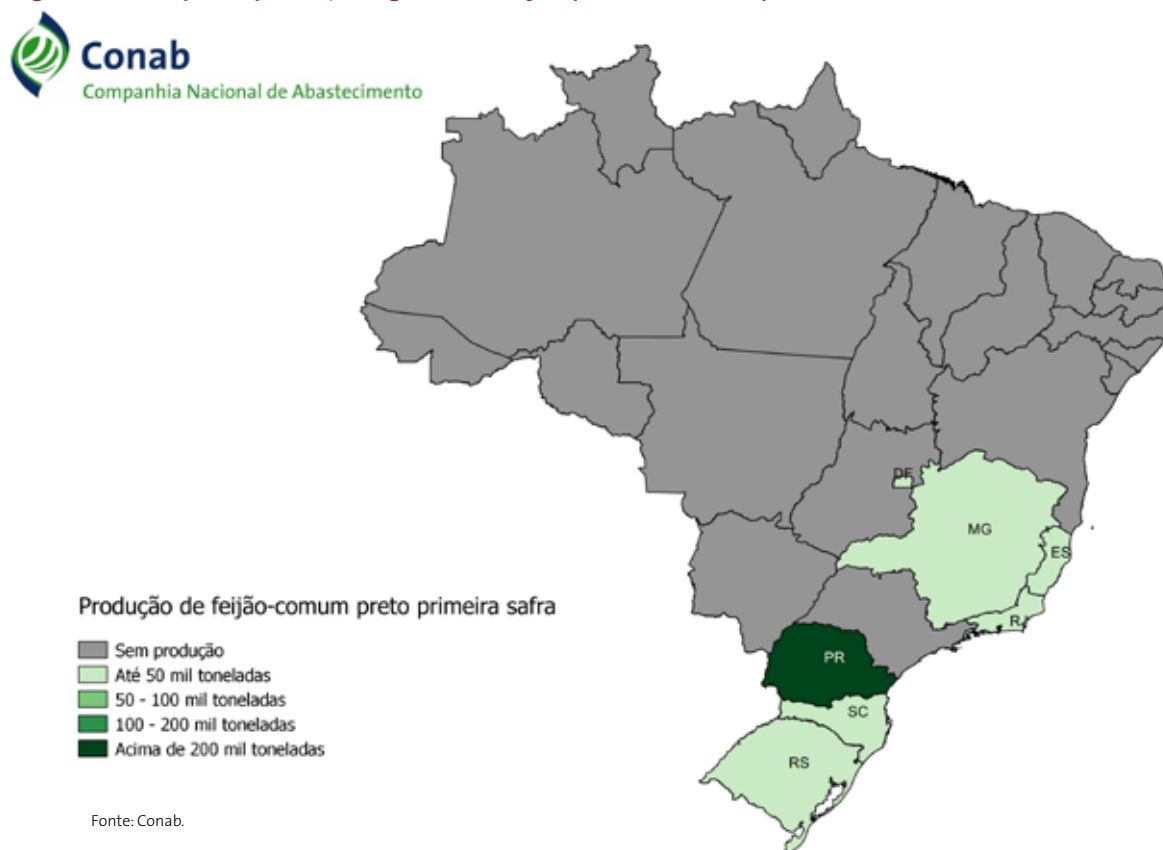 Conab
Companhia Nacional de Abastecimento
DF
MG
ES
RJ
PR
SC
RS
Produção de feijão-comum preto primeira safra
Sem produção
Até 50 mil toneladas
50 - 100 mil toneladas
100 - 200 mil toneladas
Acima de 200 mil toneladas
Fonte: Conab.